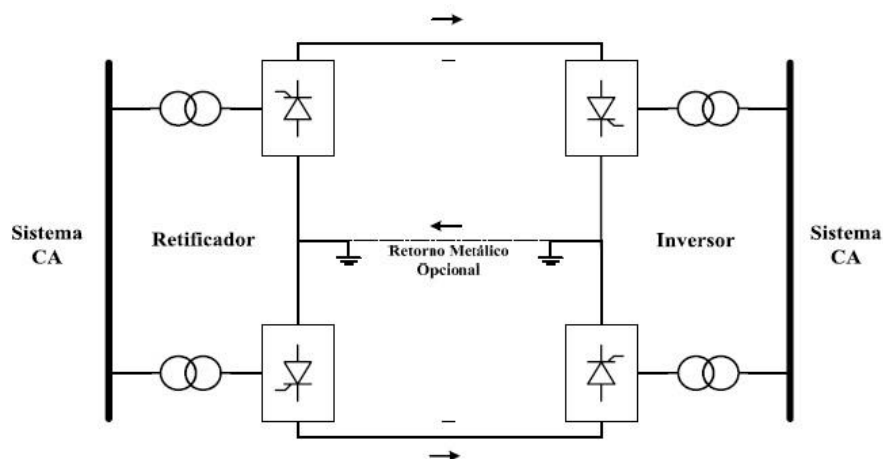 Sistema
CA
Retificador
Retorno Metálico
Opcional
Inversor
Sistema
CA